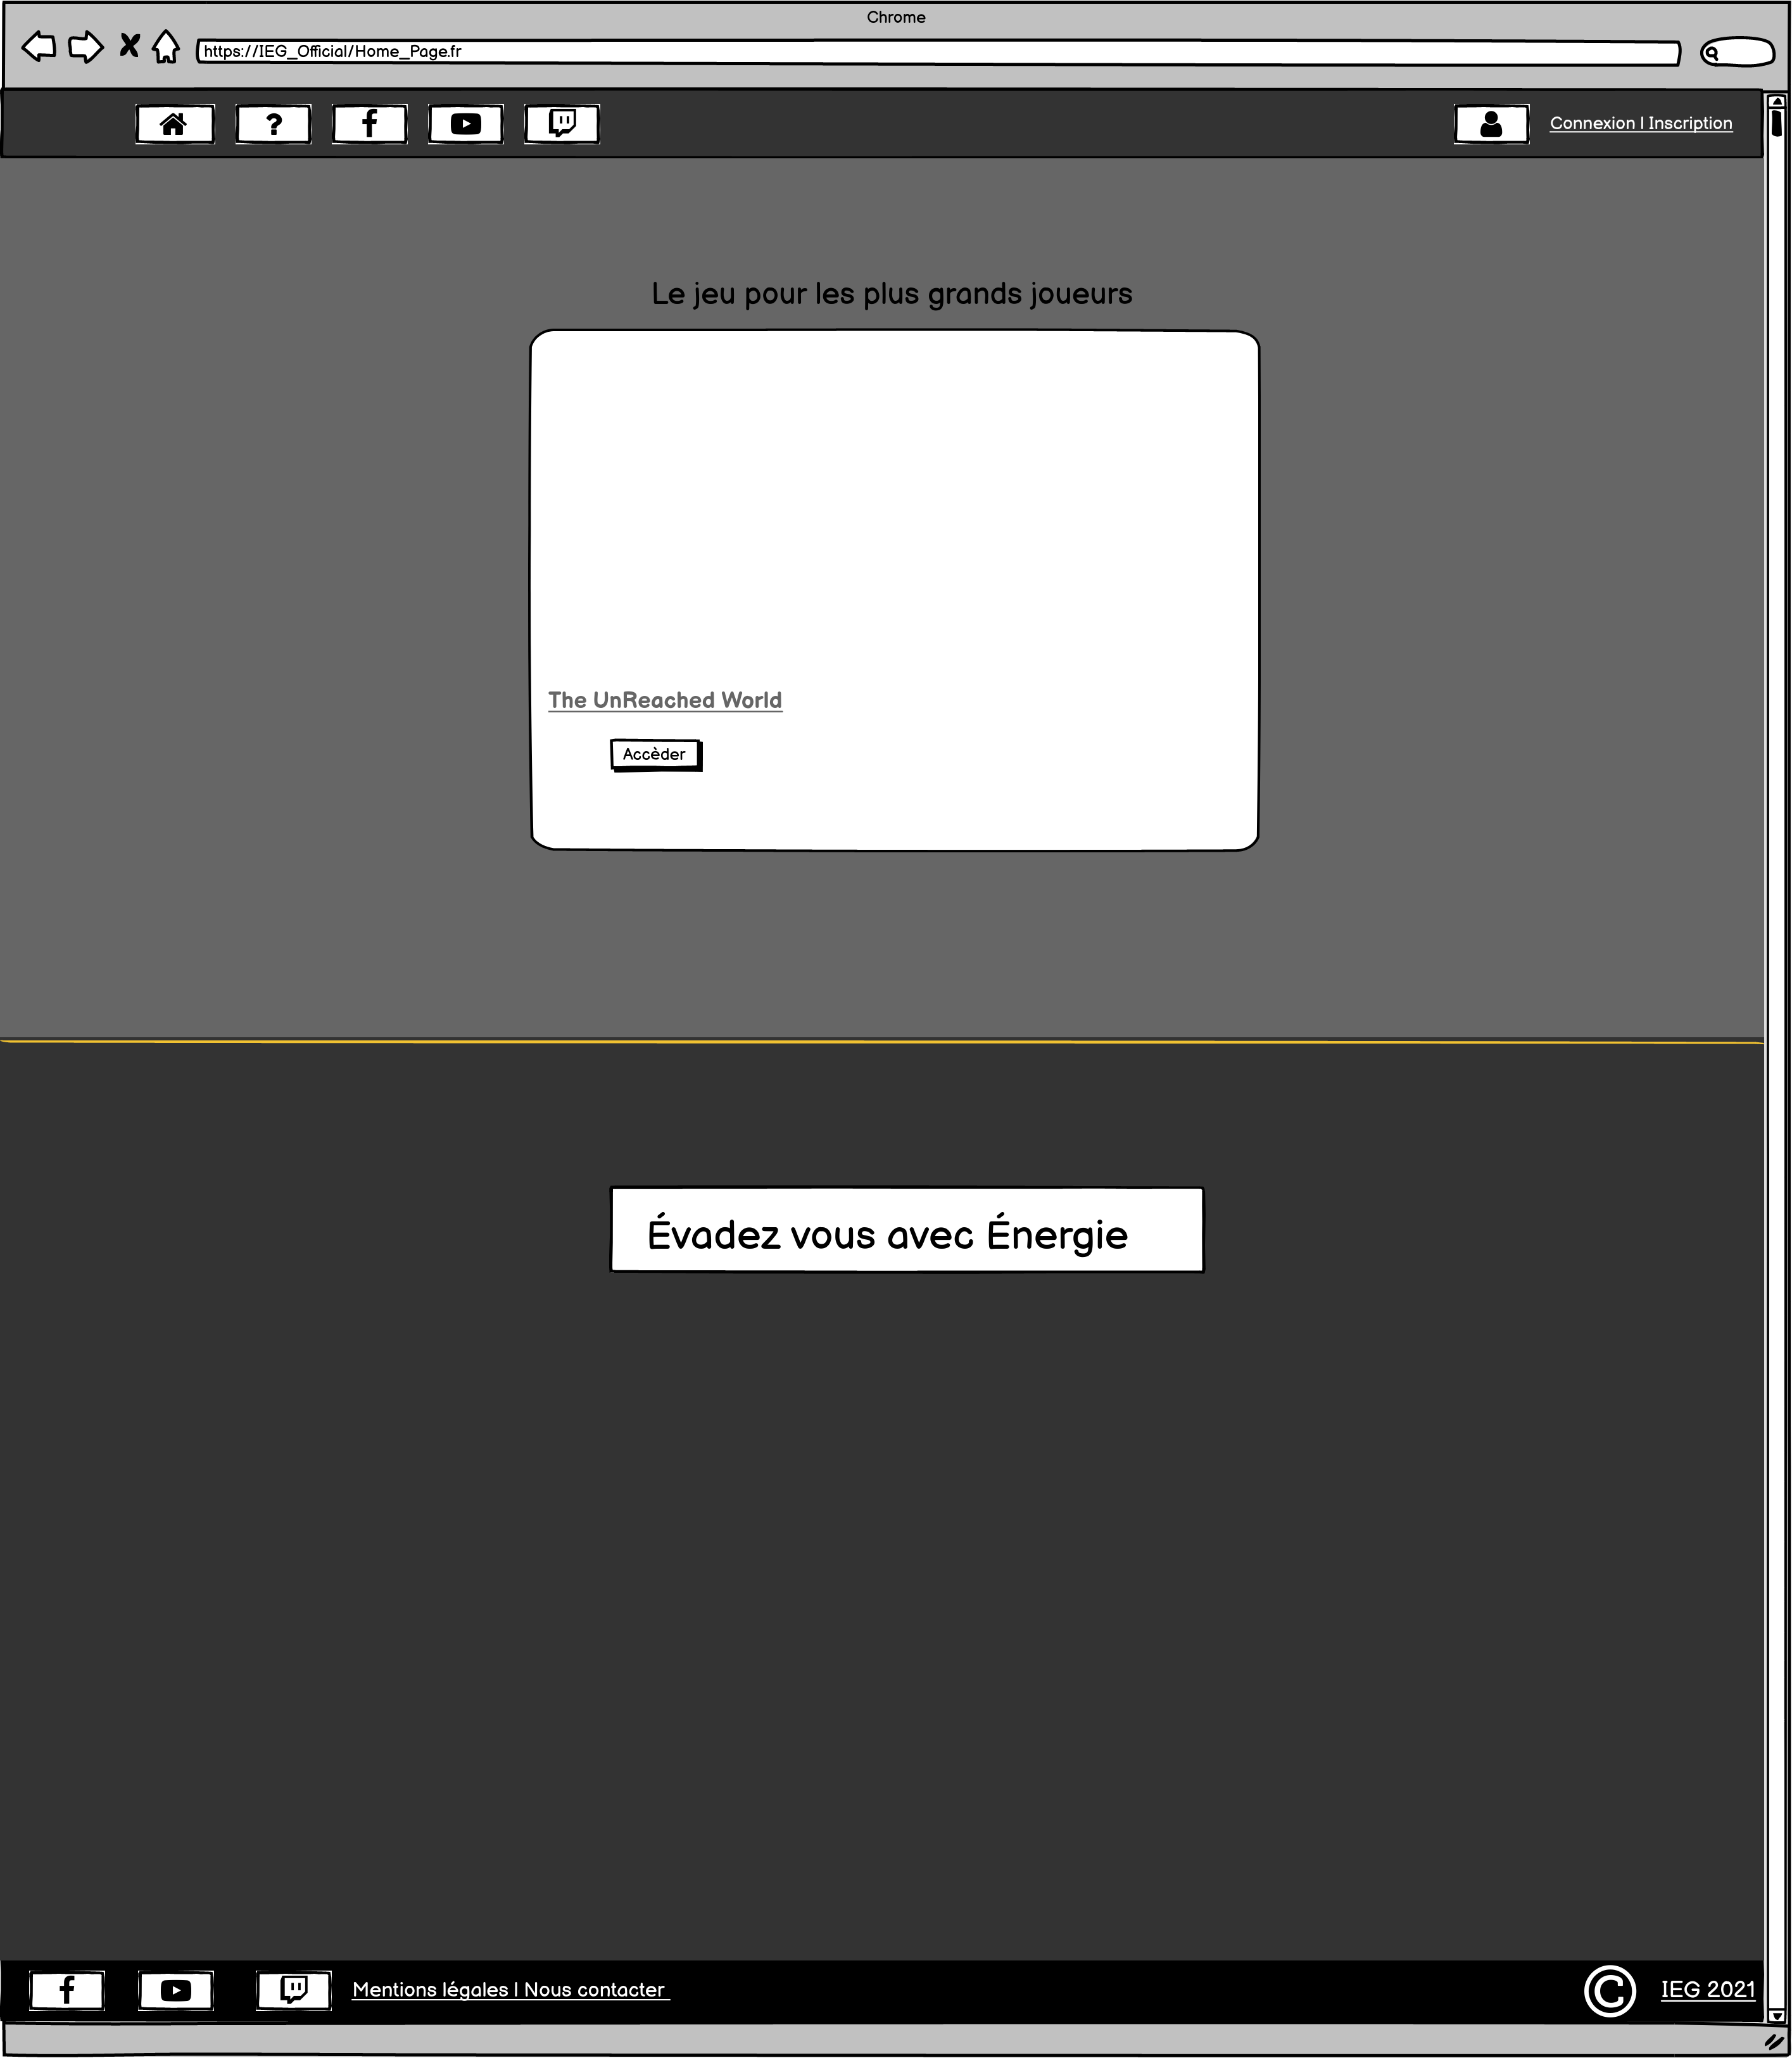 Chrome
https://IEG_Official/Home_Page.fr
?
Connexion | Inscription
Le jeu pour les plus grands joueurs
The UnReached World
Accèder
Évadez vous avec Énergie
Mentions légales | Nous contacter
© IEG 2021